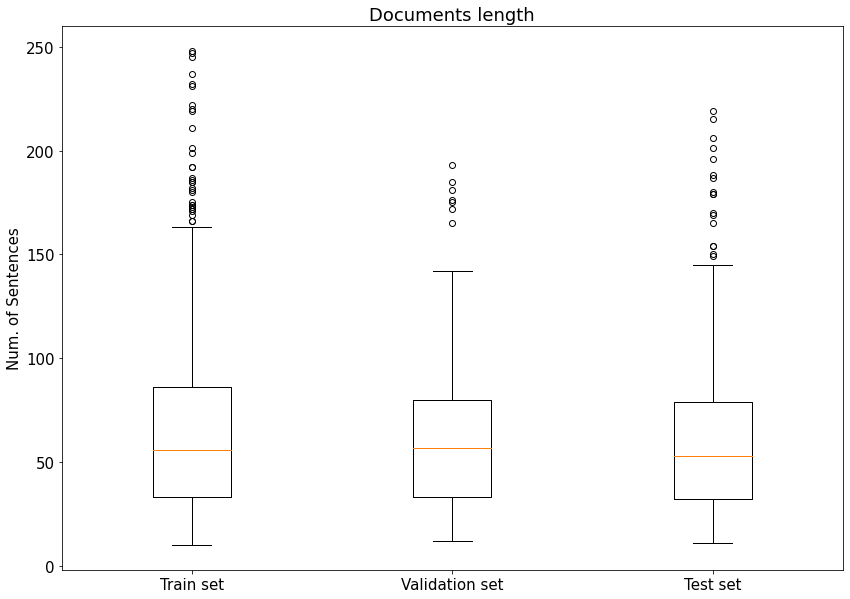 Documents length
Num. of Sentences
250
200
150
100
50
0
Train set
Validation set
Test set